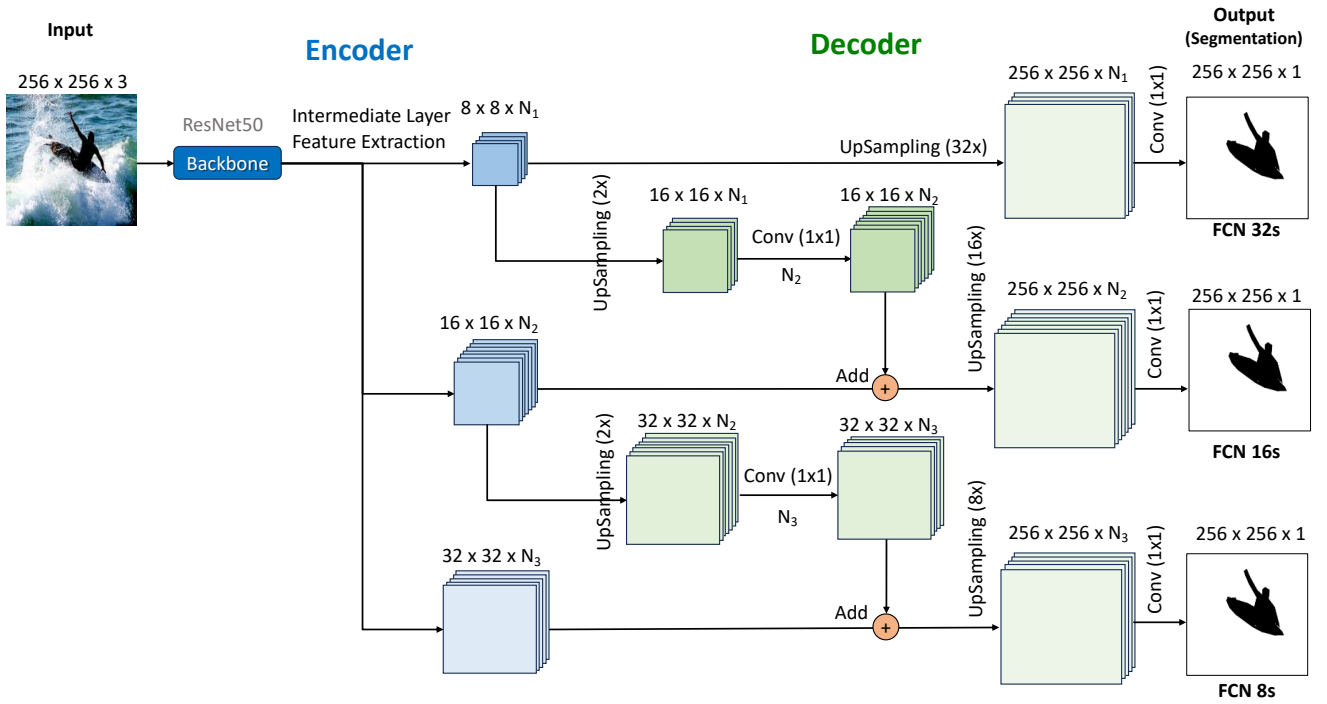 Input
Encoder
Decoder
Output
(Segmentation)
256 x 256 x 3
ResNet50
Backbone
Intermediate Layer
Feature Extraction
8 x 8 x N1
UpSampling (32x)
256 x 256 x N1
Conv (1x1)
256 x 256 x 1
FCN 32s
UpSampling (2x)
16 x 16 x N1
Conv (1x1)
N2
16 x 16 x N2
16 x 16 x N2
Add
+
UpSampling (16x)
256 x 256 x N2
Conv (1x1)
256 x 256 x 1
FCN 16s
UpSampling (2x)
32 x 32 x N2
Conv (1x1)
N3
32 x 32 x N3
32 x 32 x N3
Add
+
UpSampling (8x)
256 x 256 x N3
Conv (1x1)
256 x 256 x 1
FCN 8s